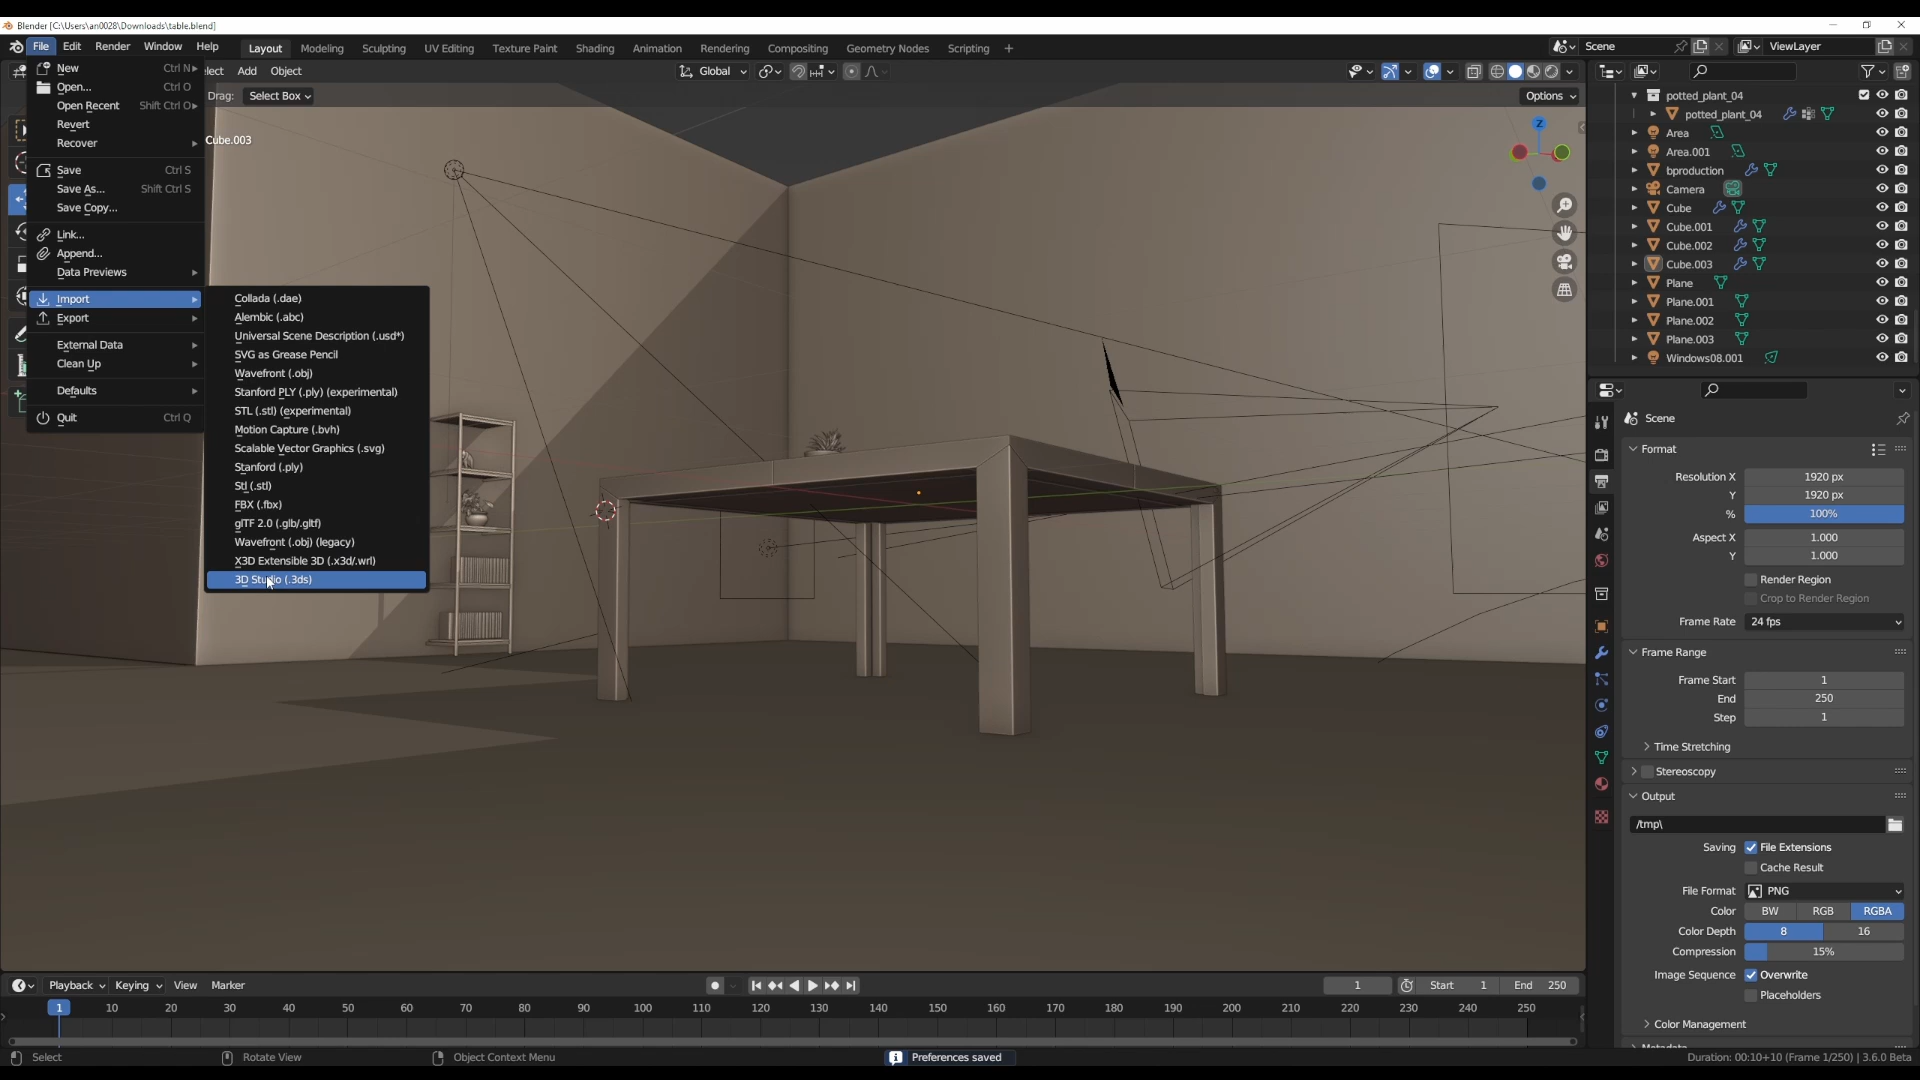 Blender [C:\Users\an0028\Downloads\table.blend]
File Edit Render Window Help Layout Modeling Sculpting UV Editing Texture Paint Shading Animation Rendering Compositing Geometry Nodes Scripting +
Scene ViewLayer
New Ctrl N
Open... Ctrl O
Open Recent Shift Ctrl O
Revert
Recover
Save Ctrl S
Save As... Shift Ctrl S
Save Copy...
Link...
Append...
Data Previews
Import
Export
External Data
Clean Up
Defaults
Quit Ctrl Q
lect Add Object
Global
Drag: Select Box
Options
Cube.003
Z
Collada (.dae)
Alembic (.abc)
Universal Scene Description (.usd*)
SVG as Grease Pencil
Wavefront (.obj)
Stanford PLY (.ply) (experimental)
STL (.stl) (experimental)
Motion Capture (.bvh)
Scalable Vector Graphics (.svg)
Stanford (.ply)
Stl (.stl)
FBX (.fbx)
glTF 2.0 (.glb/.gltf)
Wavefront (.obj) (legacy)
X3D Extensible 3D (.x3d/.wrl)
3D Studio (.3ds)
potted_plant_04
potted_plant_04
Area
Area.001
bproduction
Camera
Cube
Cube.001
Cube.002
Cube.003
Plane
Plane.001
Plane.002
Plane.003
Windows08.001
Scene
Format
Resolution X 1920 px
Y 1920 px
% 100%
Aspect X 1.000
Y 1.000
Render Region
Crop to Render Region
Frame Rate 24 fps
Frame Range
Frame Start 1
End 250
Step 1
Time Stretching
Stereoscopy
Output
/tmp\
Saving File Extensions
Cache Result
File Format PNG
Color BW RGB RGBA
Color Depth 8 16
Compression 15%
Image Sequence Overwrite
Placeholders
Color Management
Playback Keying View Marker
1 Start 1 End 250
1 10 20 30 40 50 60 70 80 90 100 110 120 130 140 150 160 170 180 190 200 210 220 230 240 250
Select Rotate View Object Context Menu Preferences saved Duration: 00:10+10 (Frame 1/250) | 3.6.0 Beta